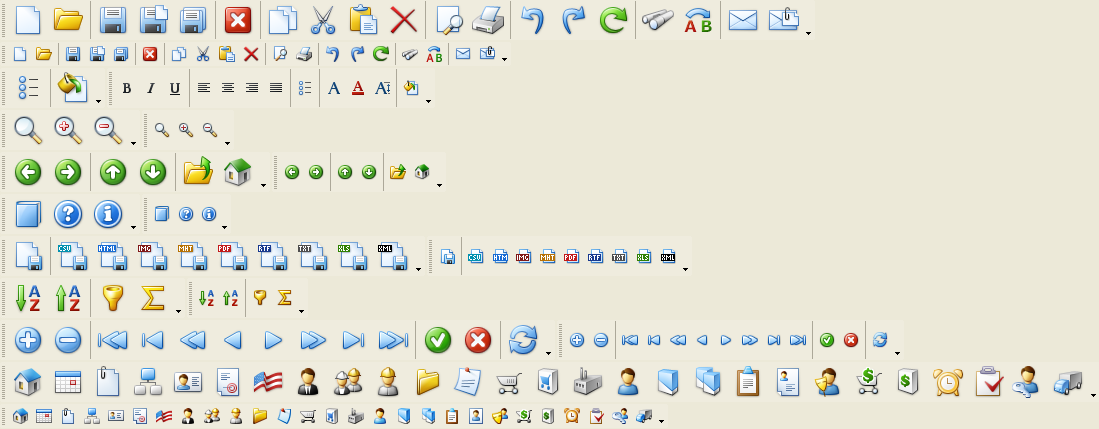 A B
AB
B I U A A A
CSV HTML IMG MHT PDF RTF TXT XLS XML CSV HTM IMG MHT PDF RTF TXT XLS XML
A Z A Z A Z A Z